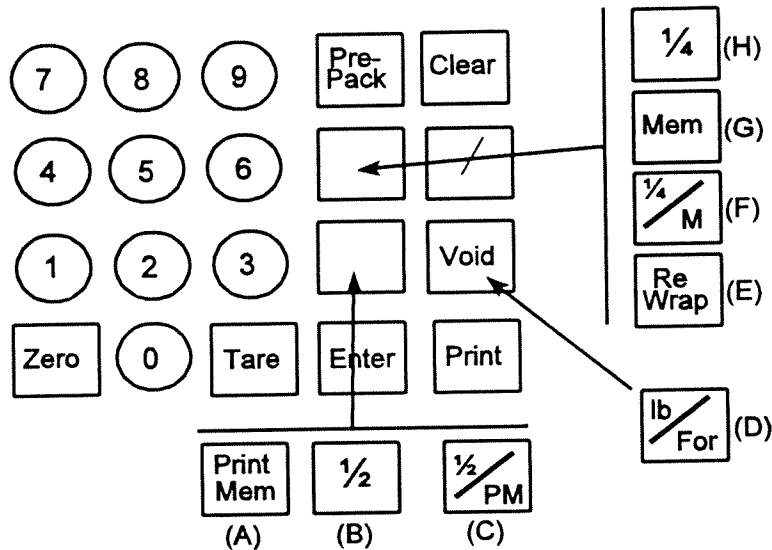 7 8 9 Pre-
Pack Clear
4 5 6 /
1 2 3 Void
Zero 0 Tare Enter Print
¼ (H)
Mem (G)
¼/M (F)
Re
Wrap (E)
lb/For (D)
Print
Mem ½ ½/PM
(A) (B) (C)